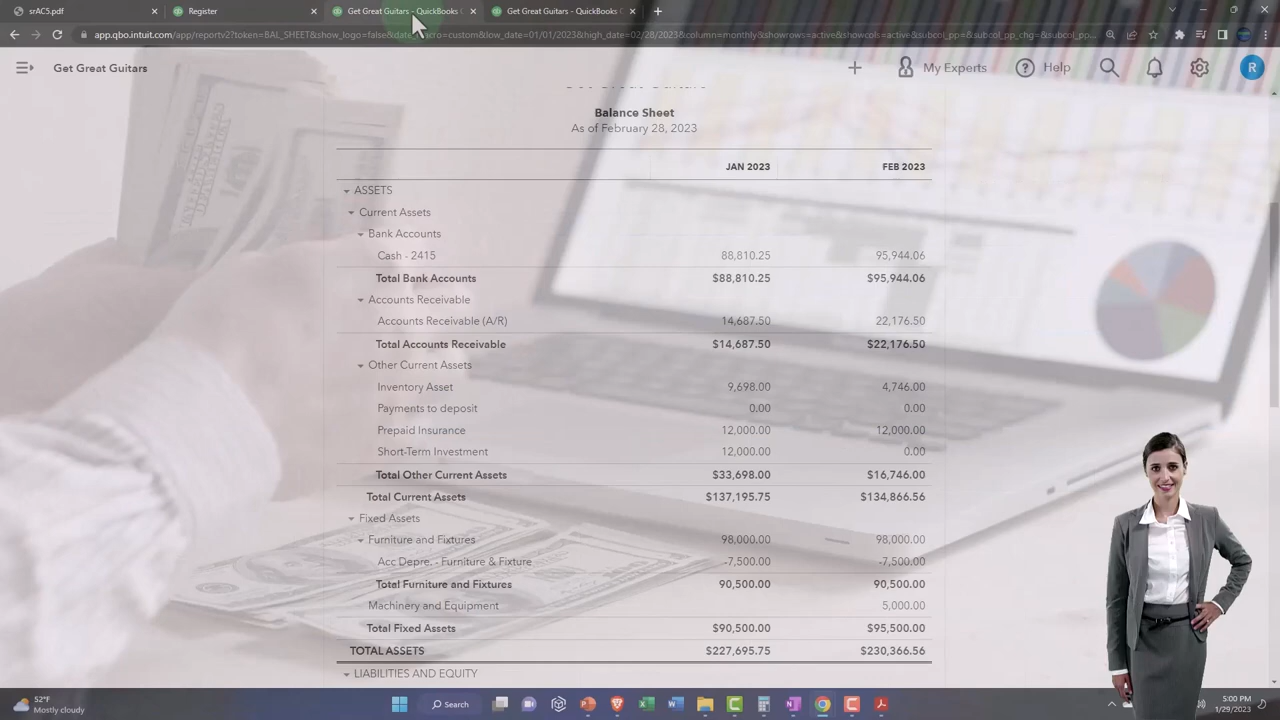 srAC5.pdf
Register
Get Great Guitars - QuickBooks
Get Great Guitars - QuickBooks
app.qbo.intuit.com/app/reportv2?token=BAL_SHEET&show_logo=false&date_macro=custom&low_date=01/01/2023&high_date=02/28/2023&column=monthly&showrows=active&showcols=active&subcol_pp=&subcol_pp_chg=&subcol_pp...
Get Great Guitars
My Experts
Help
R
Balance Sheet
As of February 28, 2023
JAN 2023 FEB 2023
ASSETS
Current Assets
Bank Accounts
Cash - 2415 88,810.25 95,944.06
Total Bank Accounts $88,810.25 $95,944.06
Accounts Receivable
Accounts Receivable (A/R) 14,687.50 22,176.50
Total Accounts Receivable $14,687.50 $22,176.50
Other Current Assets
Inventory Asset 9,698.00 4,746.00
Payments to deposit 0.00 0.00
Prepaid Insurance 12,000.00 12,000.00
Short-Term Investment 12,000.00 0.00
Total Other Current Assets $33,698.00 $16,746.00
Total Current Assets $137,195.75 $134,866.56
Fixed Assets
Furniture and Fixtures 98,000.00 98,000.00
Acc Depre. - Furniture & Fixture -7,500.00 -7,500.00
Total Furniture and Fixtures 90,500.00 90,500.00
Machinery and Equipment 5,000.00
Total Fixed Assets $90,500.00 $95,500.00
TOTAL ASSETS $227,695.75 $230,366.56
LIABILITIES AND EQUITY
52°F
Mostly cloudy
Search
5:00 PM
1/29/2023